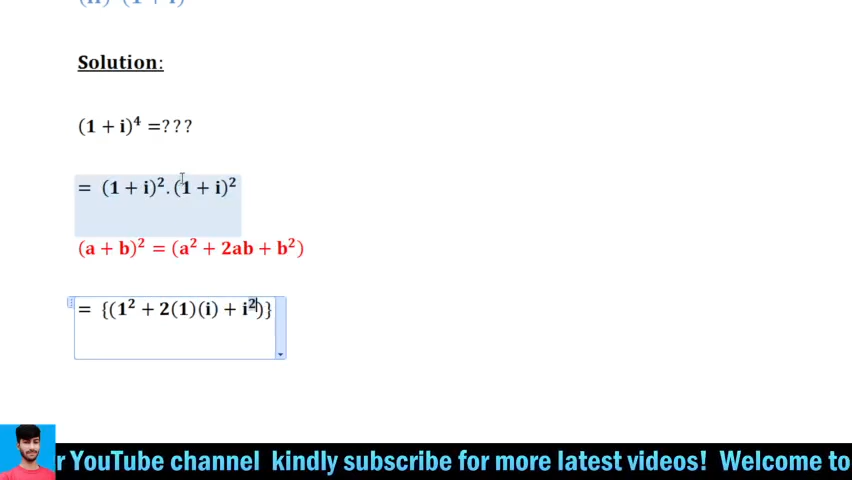 Solution:
(1 + i)⁴ =???
= (1 + i)².(1 + i)²
(a + b)² = (a² + 2ab + b²)
= {(1² + 2(1)(i) + i²)}
r YouTube channel kindly subscribe for more latest videos! Welcome to